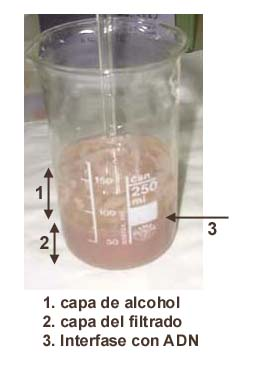 150
250
ml
100
50
1
2
3
1. capa de alcohol
2. capa del filtrado
3. Interfase con ADN